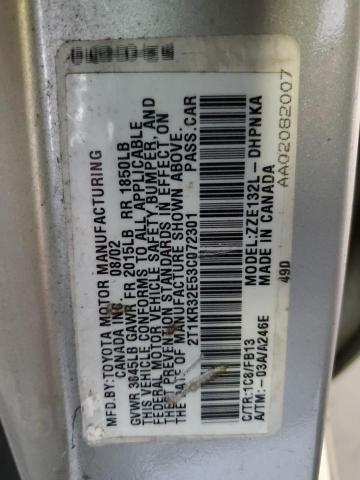 MFD.BY:TOYOTA MOTOR MANUFACTURING
CANADA INC. 08/02
GVWR 3645LB GAWR FR 2015LB RR 1850LB
THIS VEHICLE CONFORMS TO ALL APPLICABLE
FEDERAL MOTOR VEHICLE SAFETY BUMPER, AND
THEFT PREVENTION STANDARDS IN EFFECT ON
THE DATE OF MANUFACTURE SHOWN ABOVE.
2T1KR32E53C072301 PASS.CAR
C/TR:1C8/FB13 MODEL:ZZE132L-
A/TM:-03A/A246E DHPNKA
MADE IN CANADA
49D AA02082007